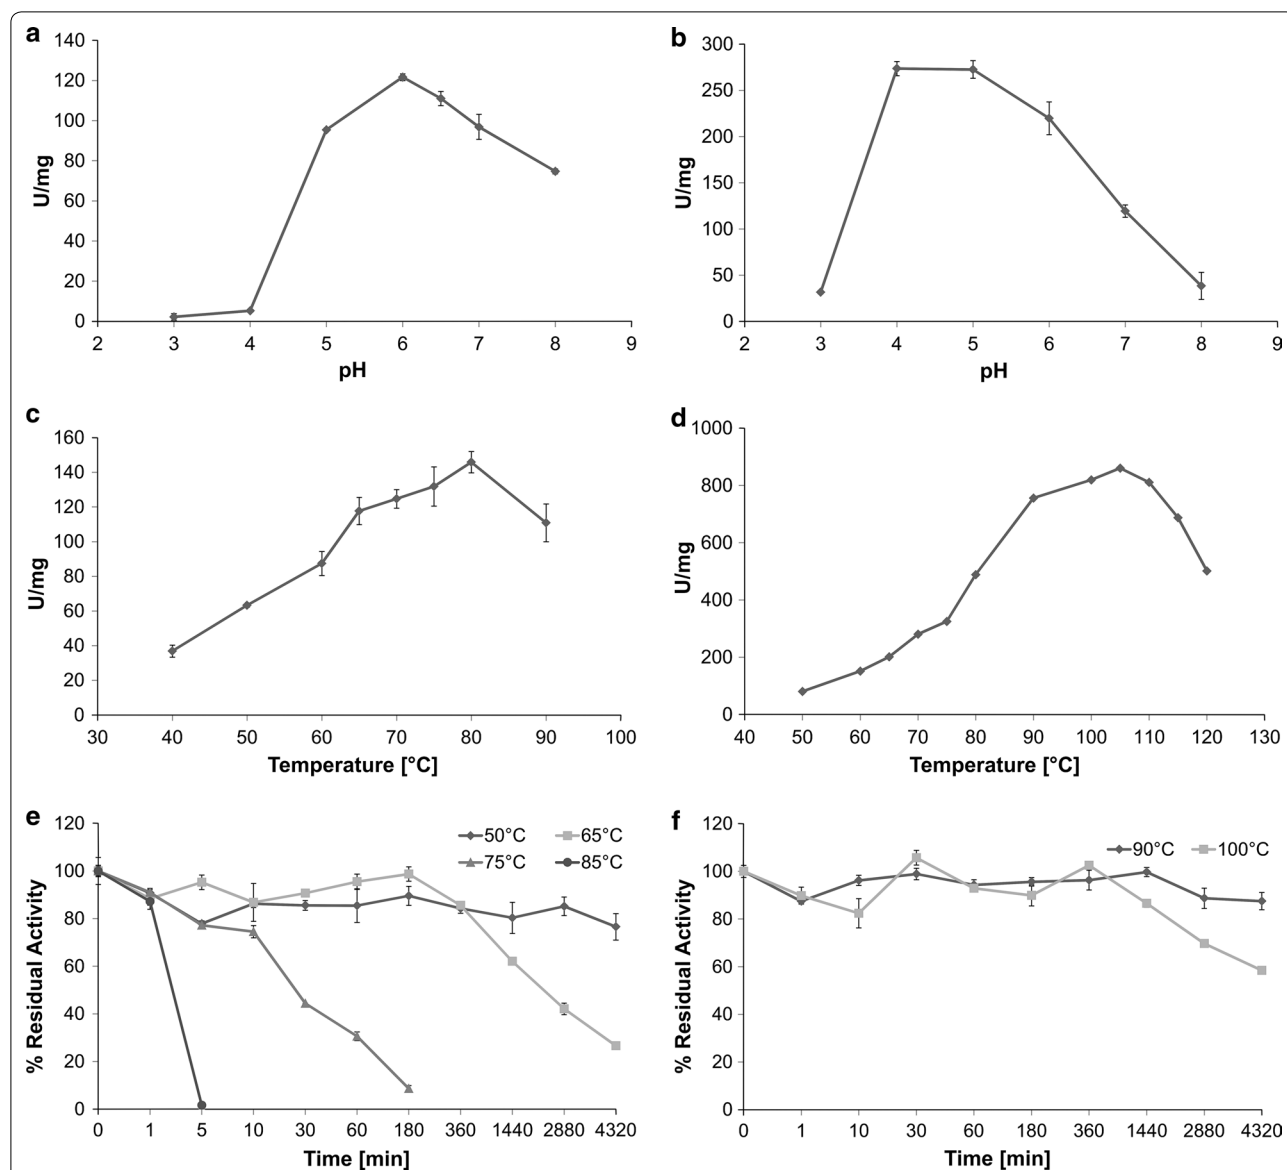 a
140
120
100
80
60
40
20
0
U/mg
2 3 4 5 6 7 8 9
pH
b
300
250
200
150
100
50
0
U/mg
2 3 4 5 6 7 8 9
pH
c
160
140
120
100
80
60
40
20
0
U/mg
30 40 50 60 70 80 90 100
Temperature [°C]
d
1000
800
600
400
200
0
U/mg
40 50 60 70 80 90 100 110 120 130
Temperature [°C]
e
120
100
80
60
40
20
0
% Residual Activity
50°C 65°C
75°C 85°C
0 1 5 10 30 60 180 360 1440 2880 4320
Time [min]
f
120
100
80
60
40
20
0
% Residual Activity
90°C 100°C
0 1 10 30 60 180 360 1440 2880 4320
Time [min]